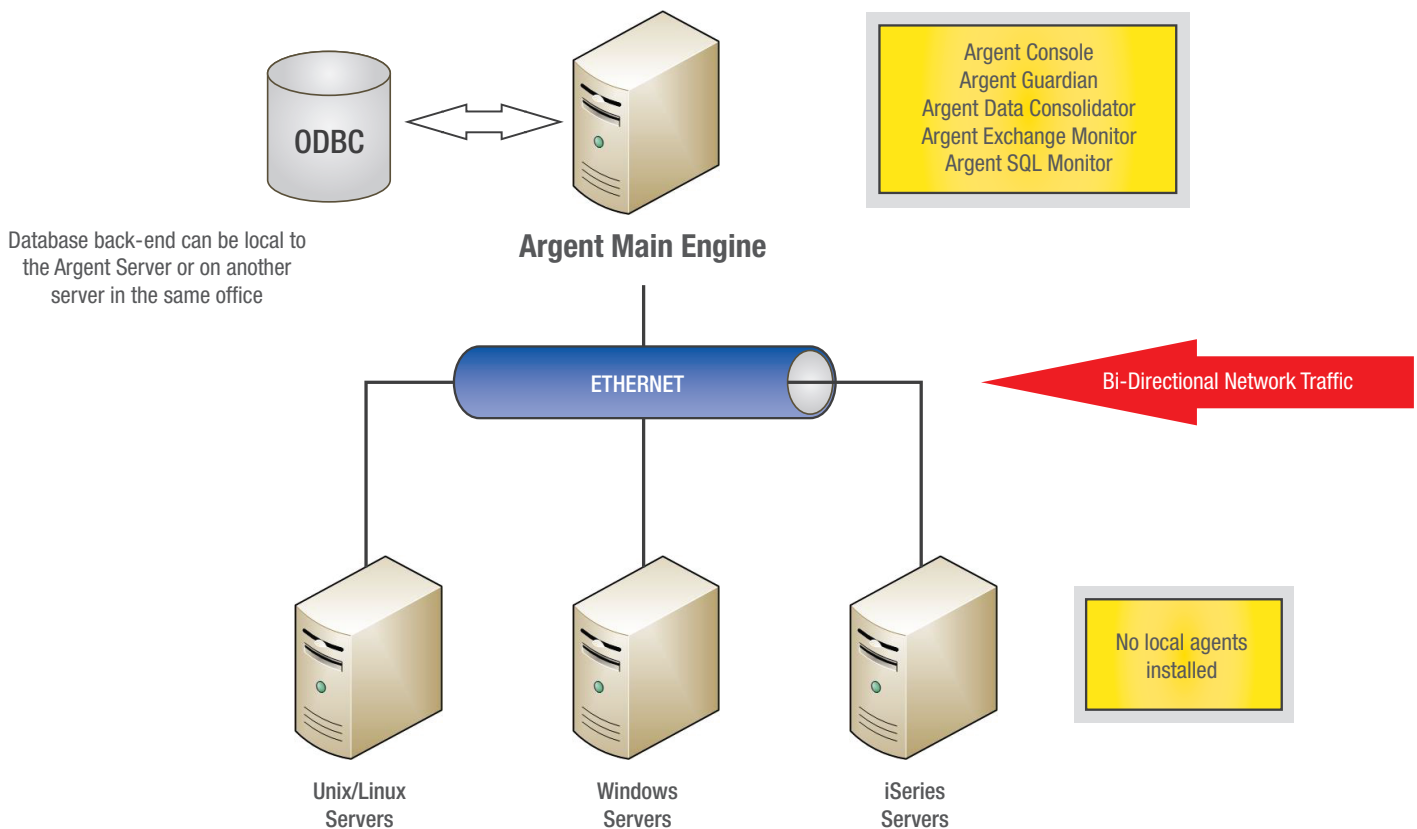 Argent Console
Argent Guardian
Argent Data Consolidator
Argent Exchange Monitor
Argent SQL Monitor
ODBC
Database back-end can be local to
the Argent Server or on another
server in the same office
Argent Main Engine
ETHERNET
Bi-Directional Network Traffic
No local agents
installed
Unix/Linux
Servers
Windows
Servers
iSeries
Servers